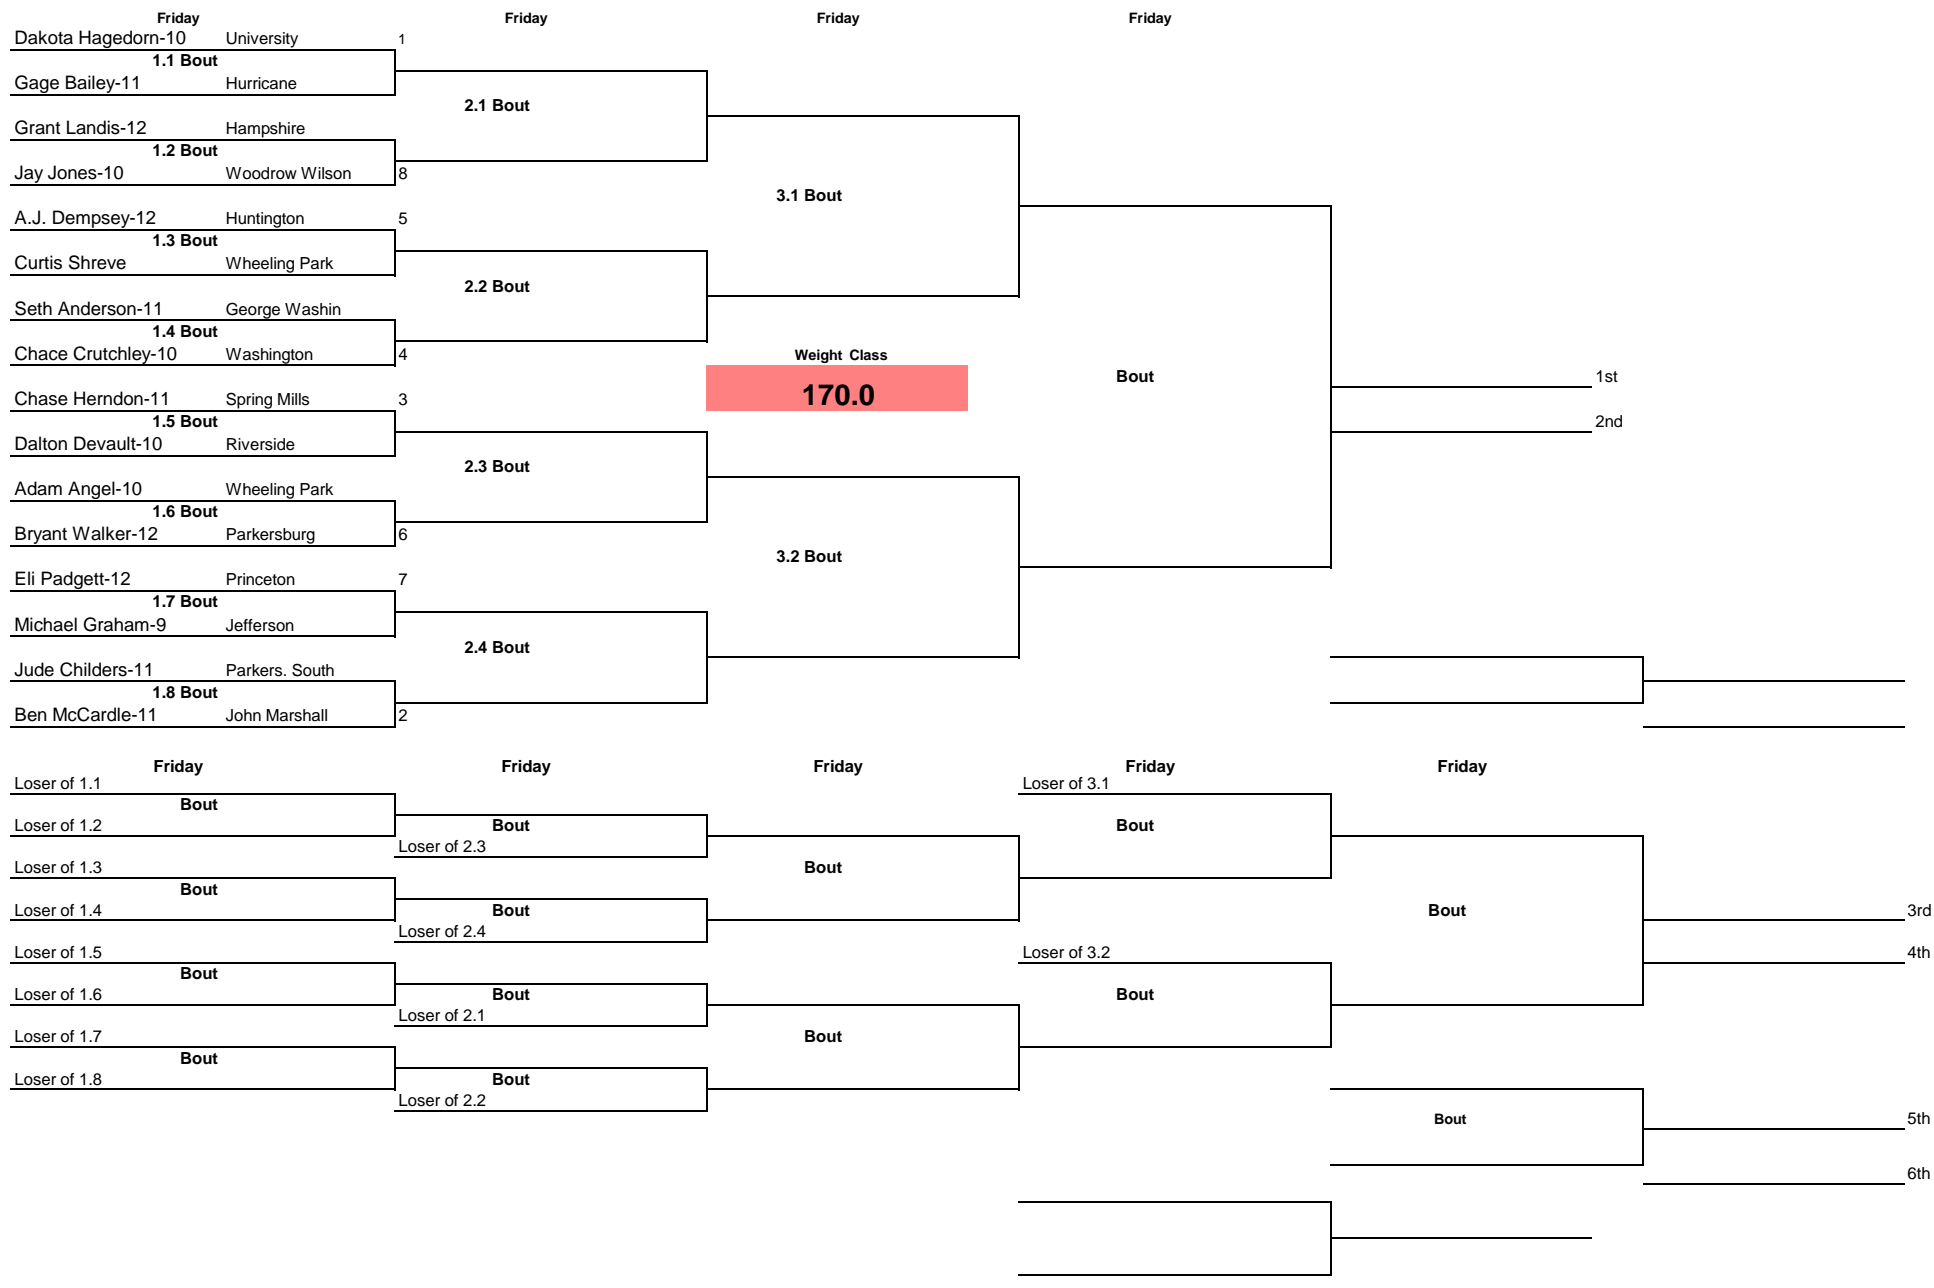 Friday Friday Friday Friday
Dakota Hagedorn-10 University 1
1.1 Bout
Gage Bailey-11 Hurricane
2.1 Bout
Grant Landis-12 Hampshire
1.2 Bout
Jay Jones-10 Woodrow Wilson 8
3.1 Bout
A.J. Dempsey-12 Huntington 5
1.3 Bout
Curtis Shreve Wheeling Park
2.2 Bout
Seth Anderson-11 George Washin
1.4 Bout
Chace Crutchley-10 Washington 4
Weight Class
Bout
1st
170.0
Chase Herndon-11 Spring Mills 3
1.5 Bout
2nd
Dalton Devault-10 Riverside
2.3 Bout
Adam Angel-10 Wheeling Park
1.6 Bout
Bryant Walker-12 Parkersburg 6
3.2 Bout
Eli Padgett-12 Princeton 7
1.7 Bout
Michael Graham-9 Jefferson
2.4 Bout
Jude Childers-11 Parkers. South
1.8 Bout
Ben McCardle-11 John Marshall 2
Friday Friday Friday Friday Friday
Loser of 1.1 Loser of 3.1
Bout
Loser of 1.2 Bout Bout
Loser of 2.3
Loser of 1.3 Bout
Bout
Loser of 1.4 Bout Bout 3rd
Loser of 2.4
Loser of 1.5 Loser of 3.2 4th
Bout
Loser of 1.6 Bout Bout
Loser of 2.1
Loser of 1.7 Bout
Bout
Loser of 1.8 Bout
Loser of 2.2
Bout 5th
6th